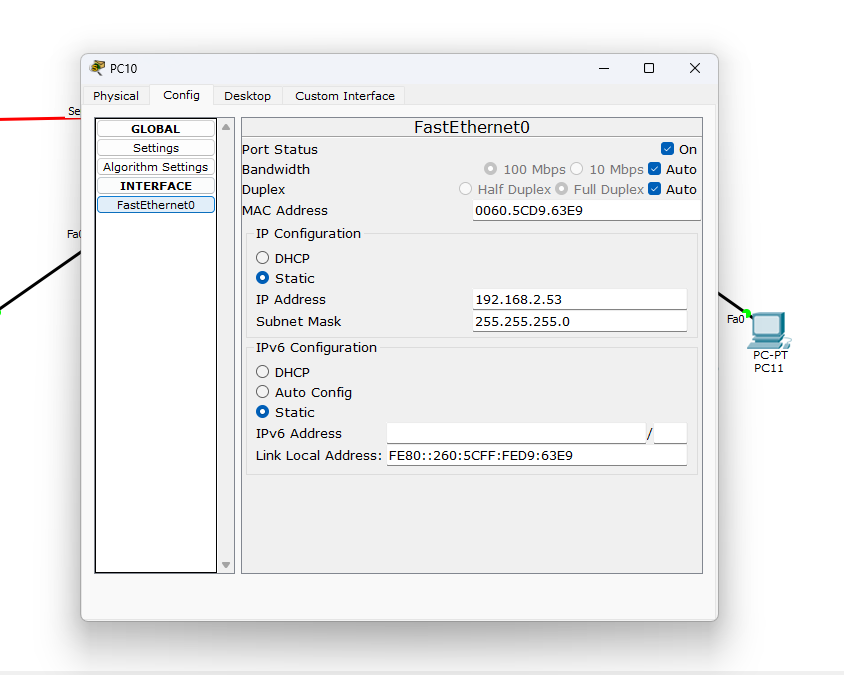 PC10
Physical Config Desktop Custom Interface
GLOBAL
Settings
Algorithm Settings
INTERFACE
FastEthernet0
FastEthernet0
Port Status On
Bandwidth 100 Mbps 10 Mbps Auto
Duplex Half Duplex Full Duplex Auto
MAC Address 0060.5CD9.63E9
IP Configuration
DHCP
Static
IP Address 192.168.2.53
Subnet Mask 255.255.255.0
IPv6 Configuration
DHCP
Auto Config
Static
IPv6 Address /
Link Local Address: FE80::260:5CFF:FED9:63E9
Se
Fa0
Fa0
PC-PT
PC11